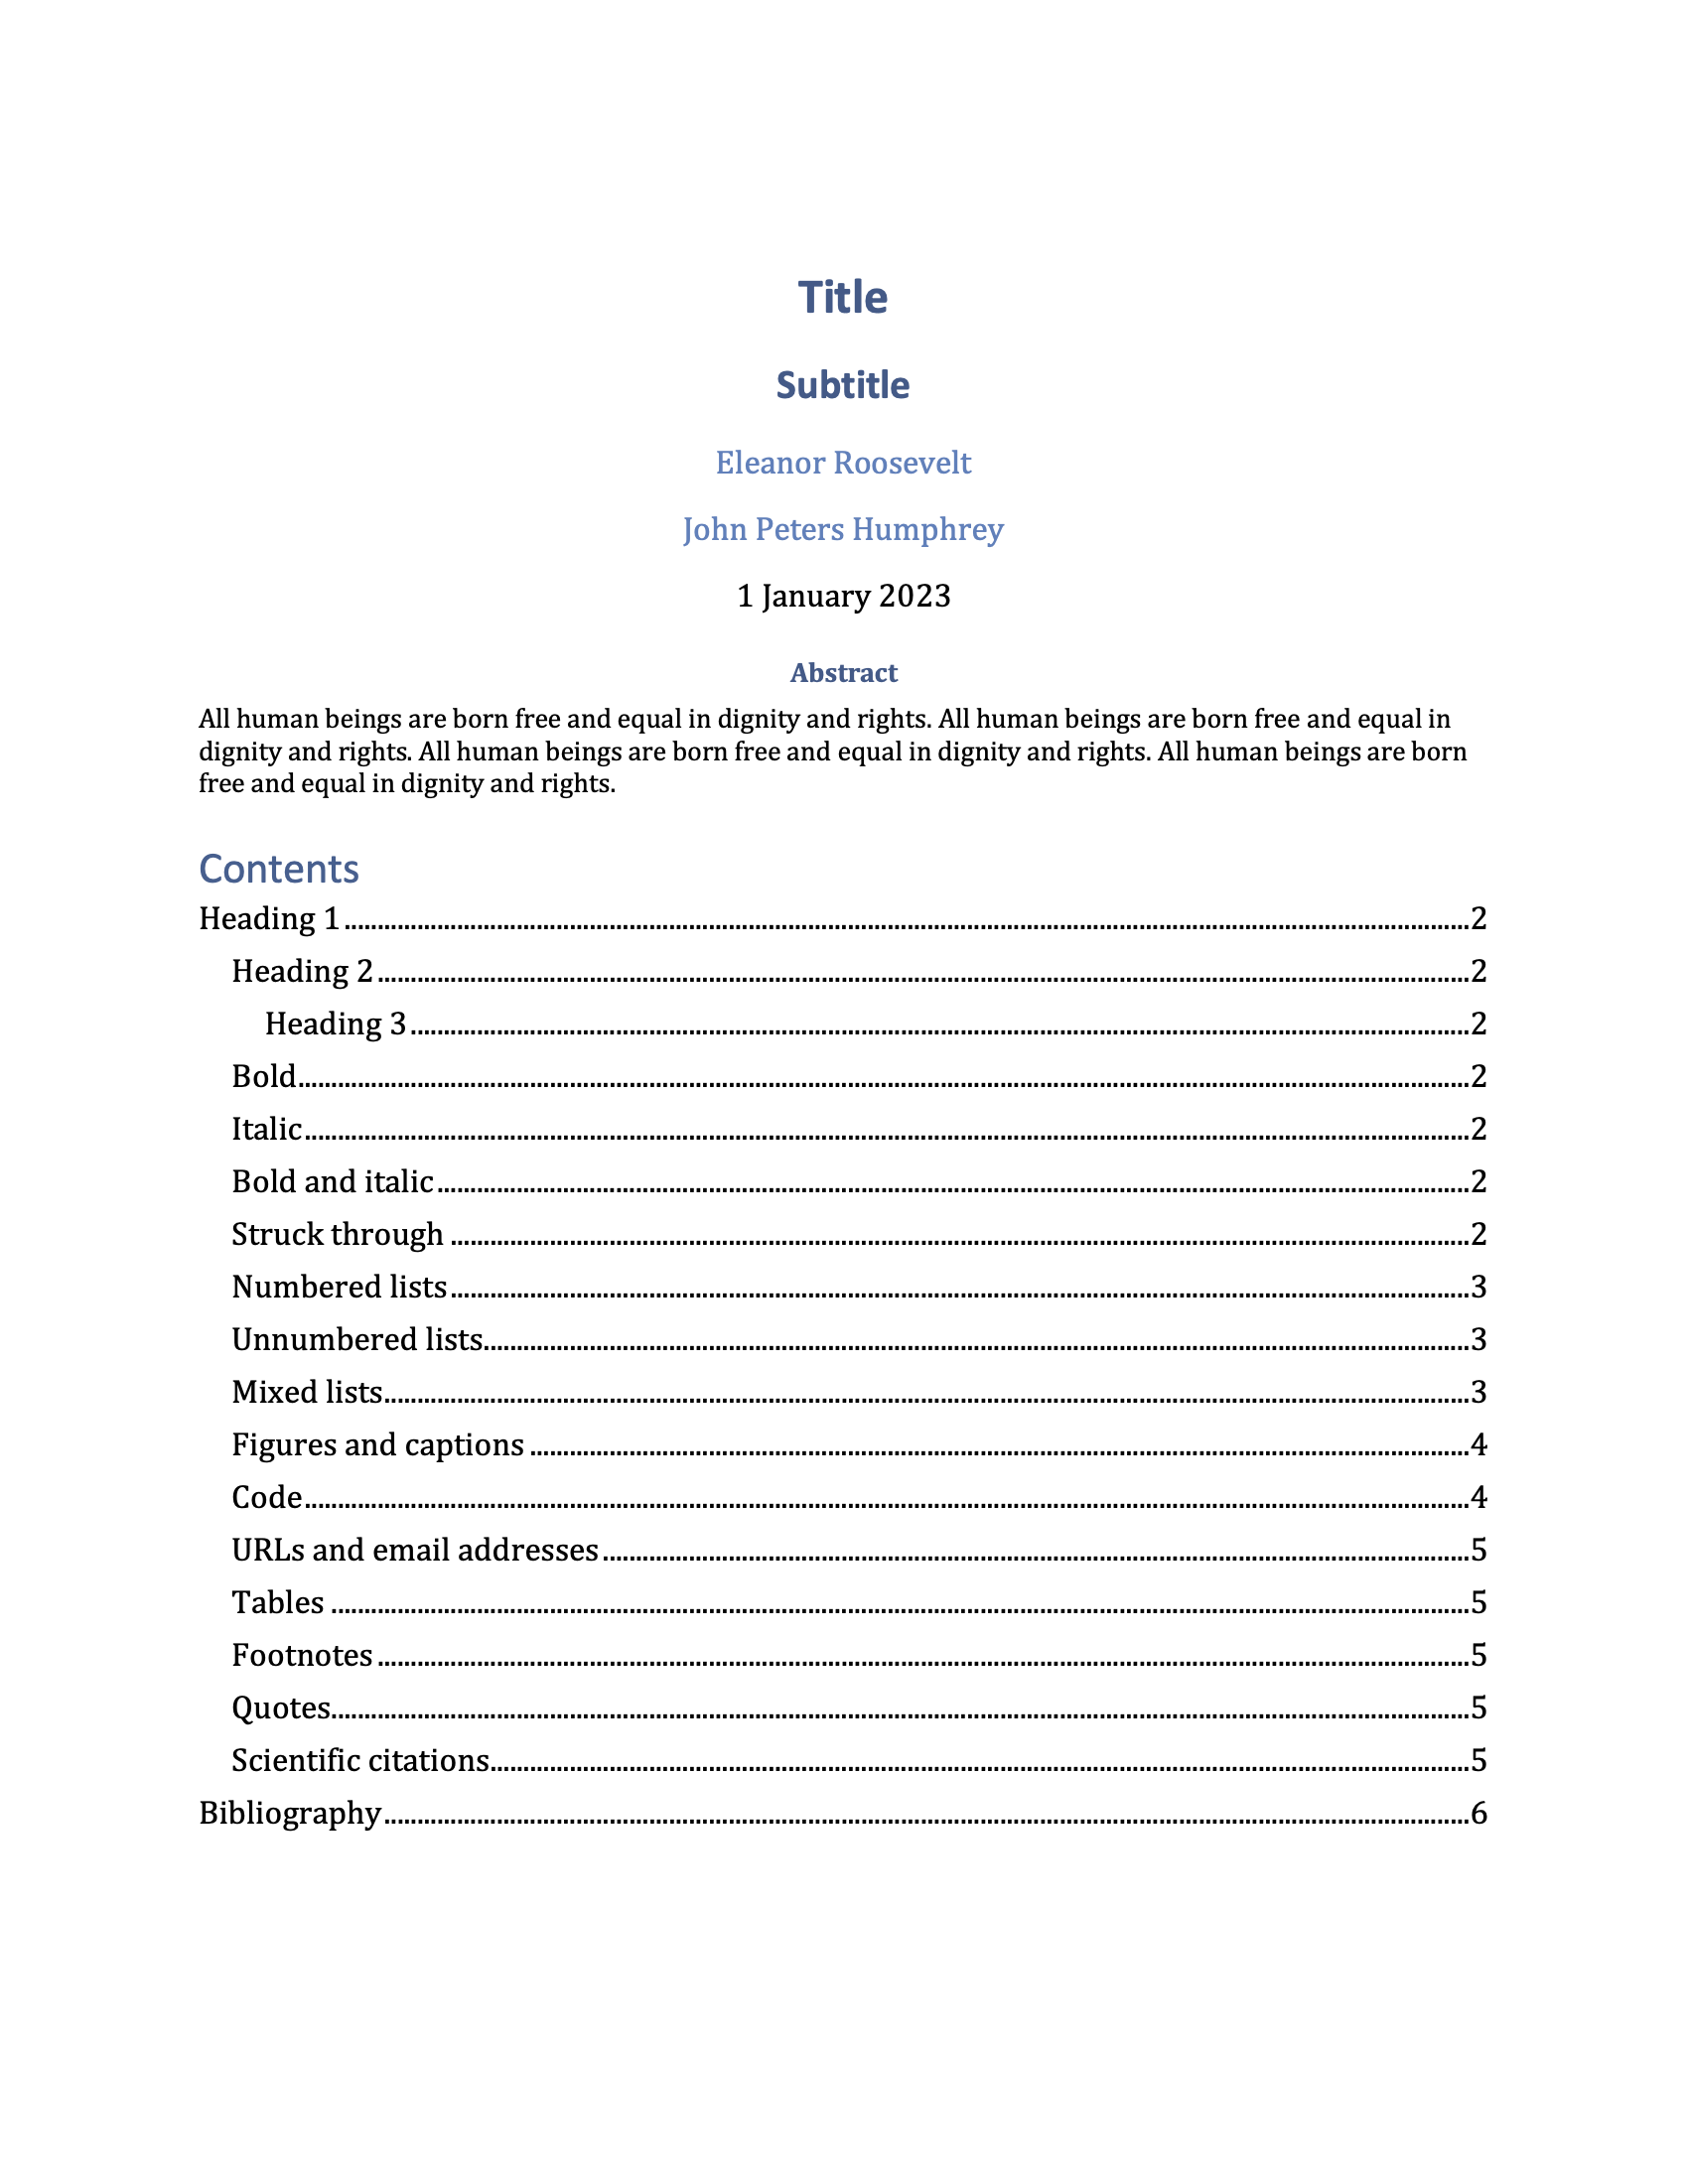 Title
Subtitle
Eleanor Roosevelt
John Peters Humphrey
1 January 2023
Abstract
All human beings are born free and equal in dignity and rights. All human beings are born free and equal in
dignity and rights. All human beings are born free and equal in dignity and rights. All human beings are born
free and equal in dignity and rights.
Contents
Heading 1 2
Heading 2 2
Heading 3 2
Bold 2
Italic 2
Bold and italic 2
Struck through 2
Numbered lists 3
Unnumbered lists 3
Mixed lists 3
Figures and captions 4
Code 4
URLs and email addresses 5
Tables 5
Footnotes 5
Quotes 5
Scientific citations 5
Bibliography 6